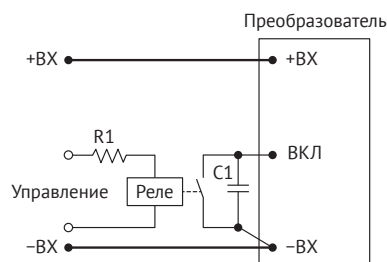 Преобразователь
+ВХ
+ВХ
R1
ВКЛ
C1
Управление
Реле
−ВХ
−ВХ